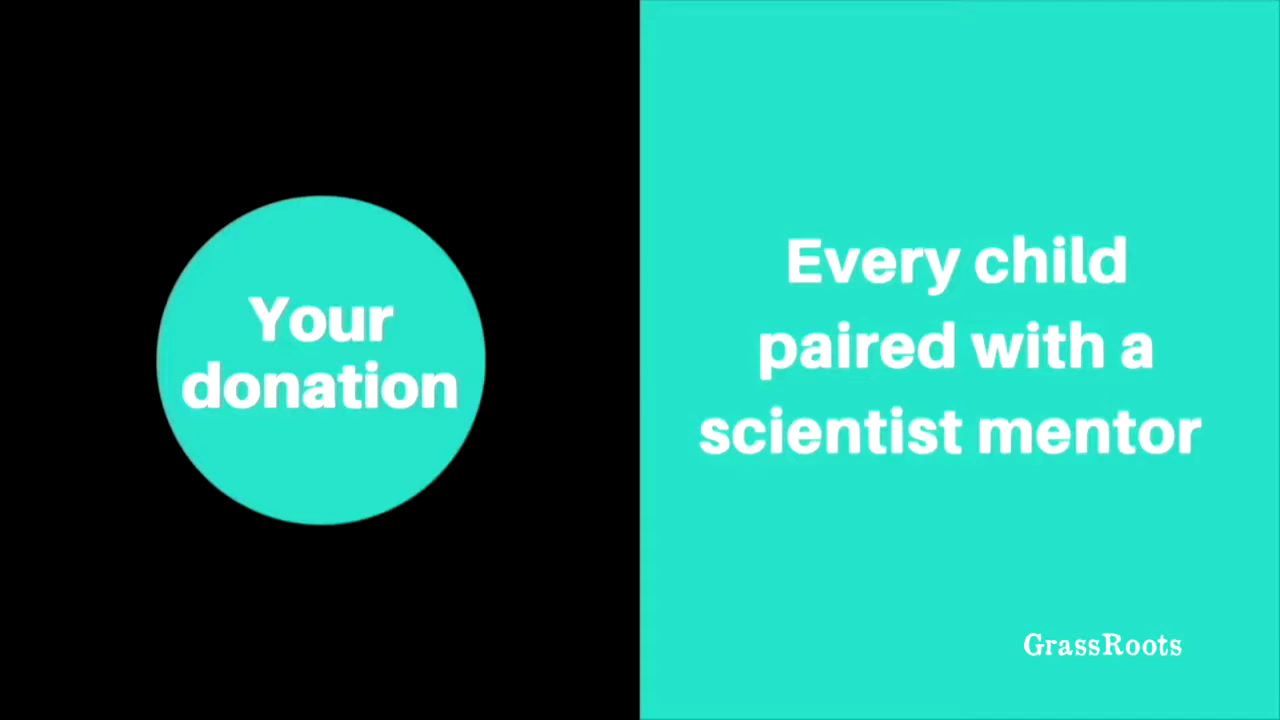 Your
donation
Every child
paired with a
scientist mentor
GrassRoots